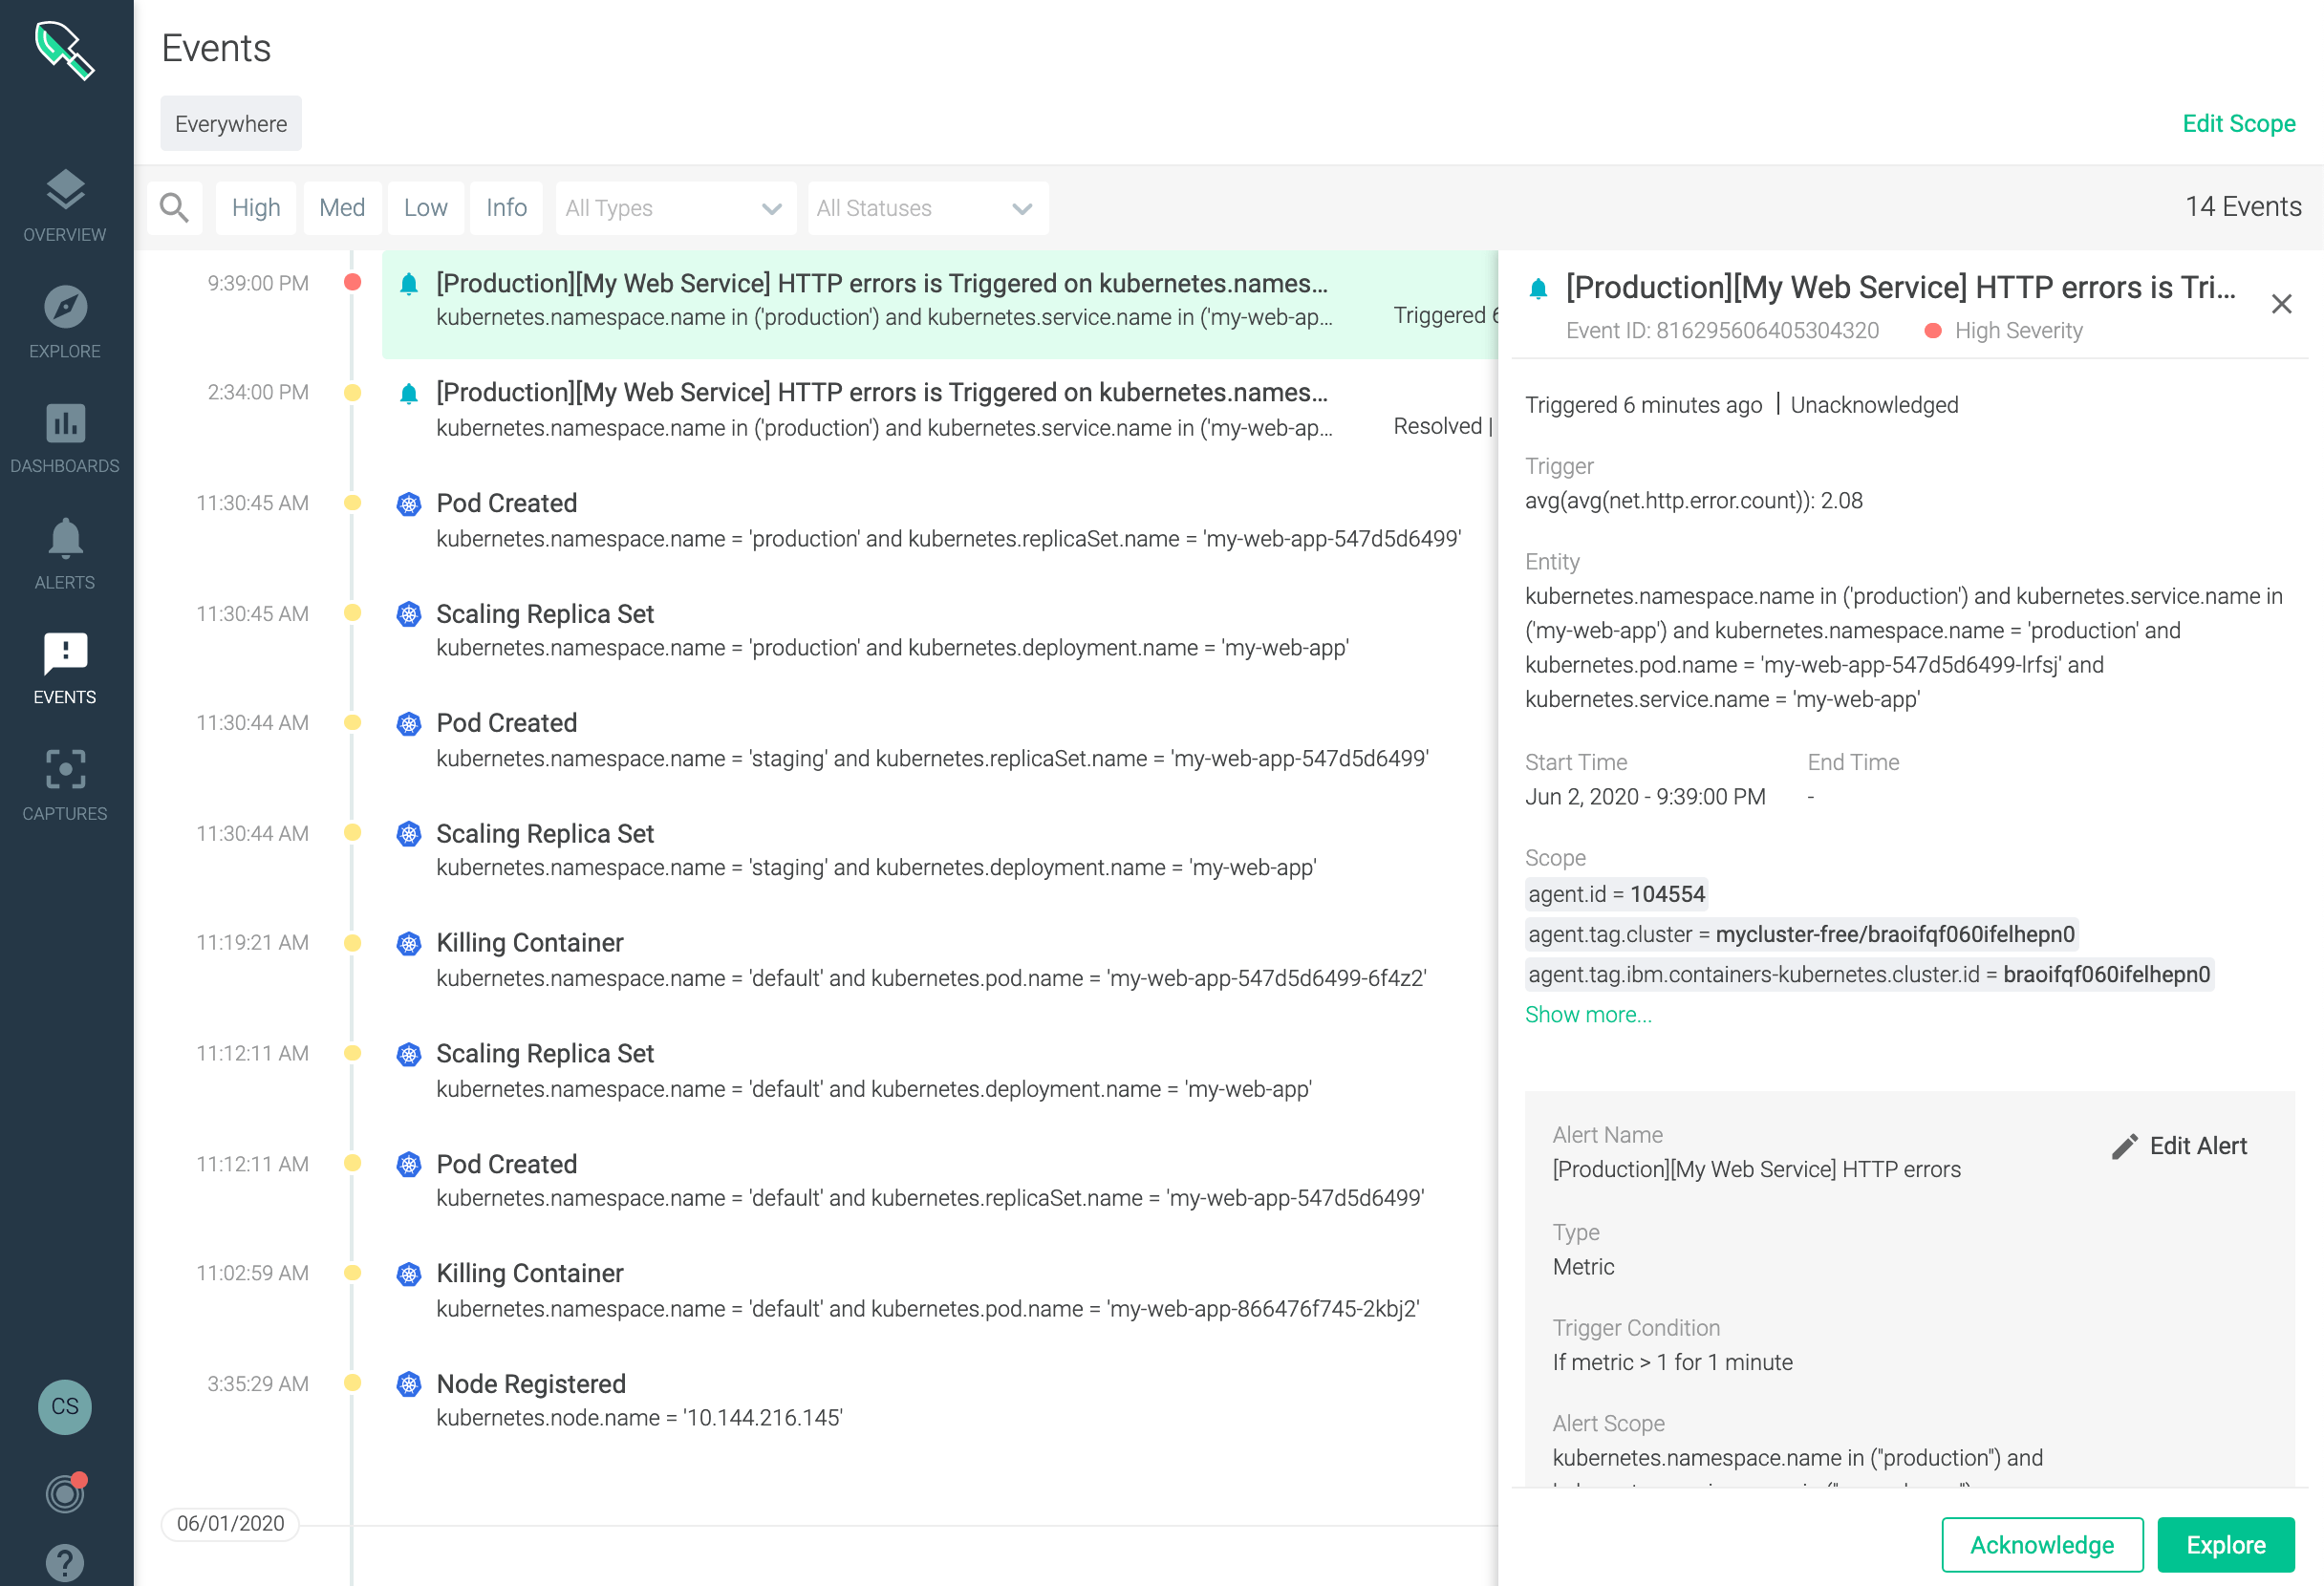 Events
Everywhere
Edit Scope
High
Med
Low
Info
All Types
All Statuses
14 Events
OVERVIEW
EXPLORE
DASHBOARDS
ALERTS
EVENTS
CAPTURES
CS
9:39:00 PM
[Production][My Web Service] HTTP errors is Triggered on kubernetes.names...
kubernetes.namespace.name in ('production') and kubernetes.service.name in ('my-web-ap...
Triggered 6
2:34:00 PM
[Production][My Web Service] HTTP errors is Triggered on kubernetes.names...
kubernetes.namespace.name in ('production') and kubernetes.service.name in ('my-web-ap...
Resolved |
11:30:45 AM
Pod Created
kubernetes.namespace.name = 'production' and kubernetes.replicaSet.name = 'my-web-app-547d5d6499'
11:30:45 AM
Scaling Replica Set
kubernetes.namespace.name = 'production' and kubernetes.deployment.name = 'my-web-app'
11:30:44 AM
Pod Created
kubernetes.namespace.name = 'staging' and kubernetes.replicaSet.name = 'my-web-app-547d5d6499'
11:30:44 AM
Scaling Replica Set
kubernetes.namespace.name = 'staging' and kubernetes.deployment.name = 'my-web-app'
11:19:21 AM
Killing Container
kubernetes.namespace.name = 'default' and kubernetes.pod.name = 'my-web-app-547d5d6499-6f4z2'
11:12:11 AM
Scaling Replica Set
kubernetes.namespace.name = 'default' and kubernetes.deployment.name = 'my-web-app'
11:12:11 AM
Pod Created
kubernetes.namespace.name = 'default' and kubernetes.replicaSet.name = 'my-web-app-547d5d6499'
11:02:59 AM
Killing Container
kubernetes.namespace.name = 'default' and kubernetes.pod.name = 'my-web-app-866476f745-2kbj2'
3:35:29 AM
Node Registered
kubernetes.node.name = '10.144.216.145'
06/01/2020
[Production][My Web Service] HTTP errors is Tri...
Event ID: 816295606405304320
High Severity
Triggered 6 minutes ago | Unacknowledged
Trigger
avg(avg(net.http.error.count)): 2.08
Entity
kubernetes.namespace.name in ('production') and kubernetes.service.name in
('my-web-app') and kubernetes.namespace.name = 'production' and
kubernetes.pod.name = 'my-web-app-547d5d6499-lrfsj' and
kubernetes.service.name = 'my-web-app'
Start Time
End Time
Jun 2, 2020 - 9:39:00 PM
-
Scope
agent.id = 104554
agent.tag.cluster = mycluster-free/braoifqf060ifelhepn0
agent.tag.ibm.containers-kubernetes.cluster.id = braoifqf060ifelhepn0
Show more...
Alert Name
Edit Alert
[Production][My Web Service] HTTP errors
Type
Metric
Trigger Condition
If metric > 1 for 1 minute
Alert Scope
kubernetes.namespace.name in ("production") and
Acknowledge
Explore